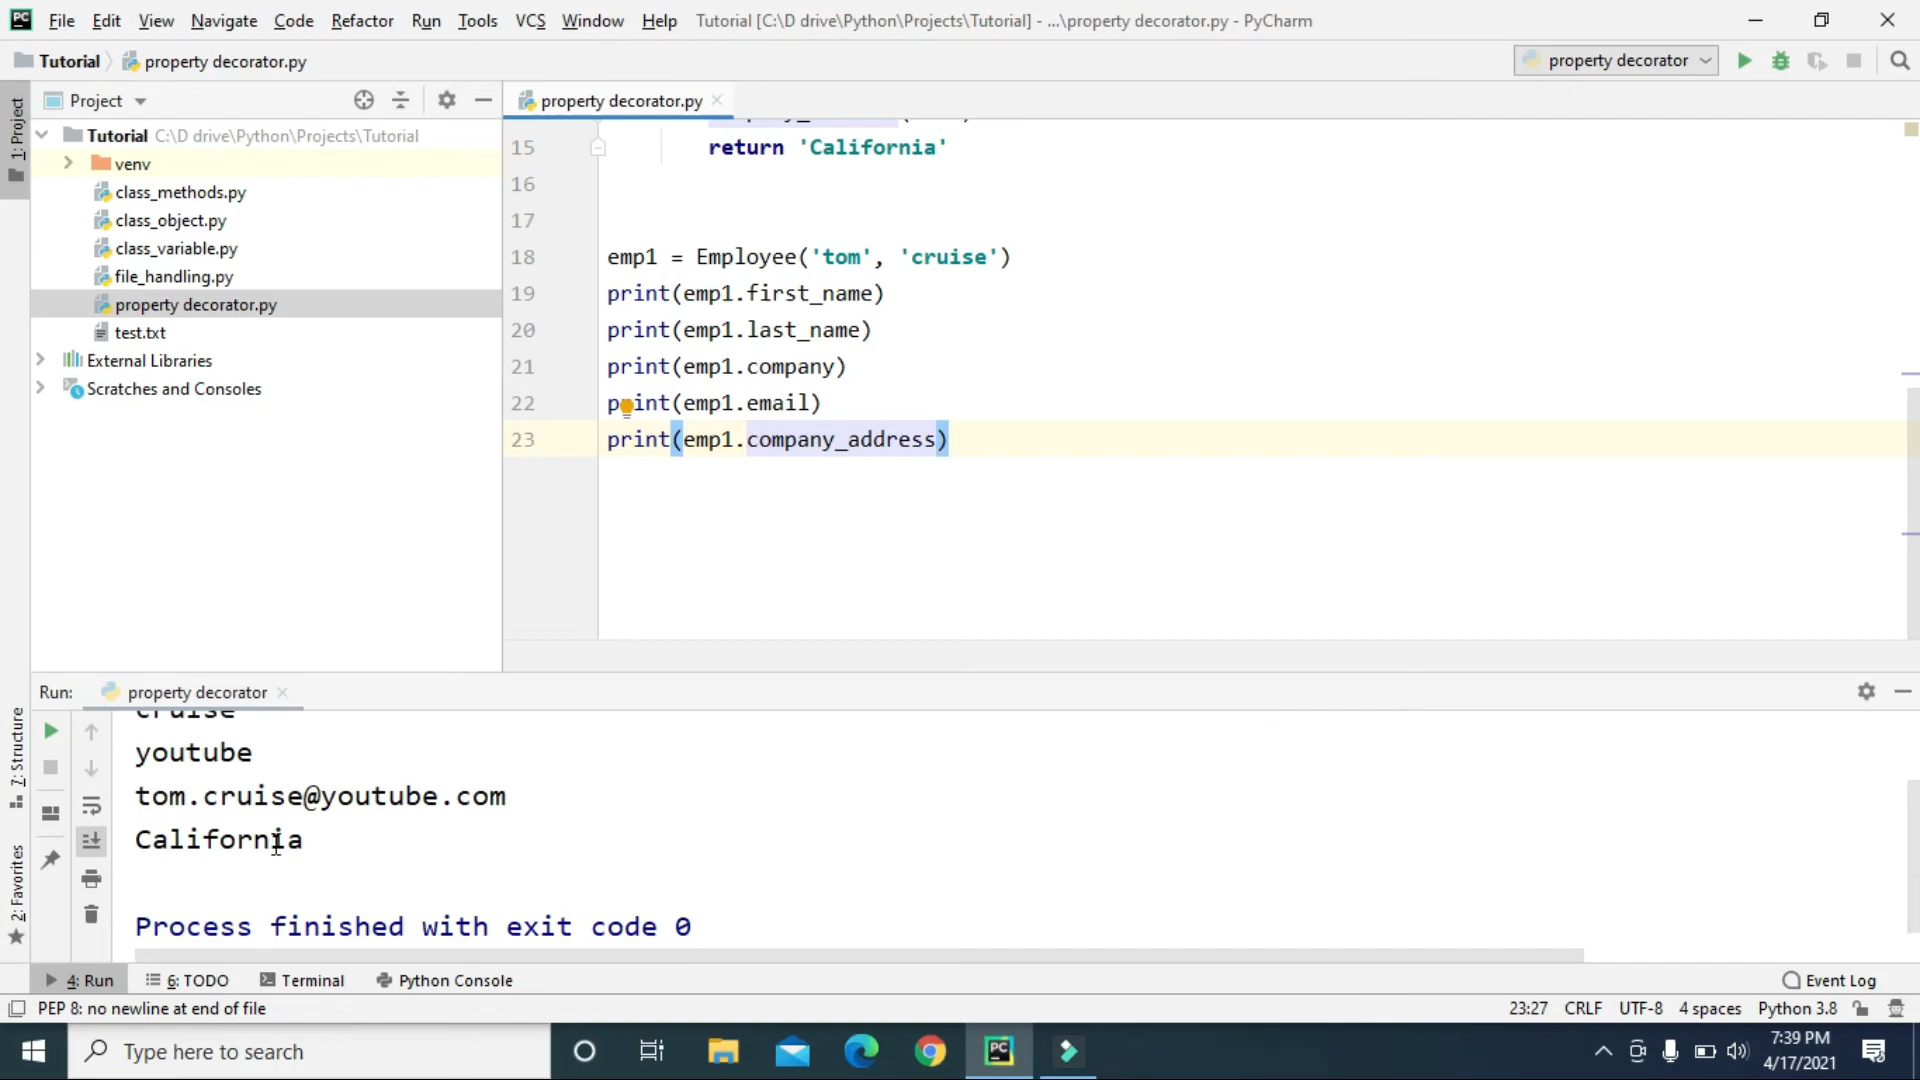 PC File Edit View Navigate Code Refactor Run Tools VCS Window Help Tutorial [C:\D drive\Python\Projects\Tutorial] - ...\property decorator.py - PyCharm
Tutorial property decorator.py property decorator
1: Project
Project
property decorator.py
Tutorial C:\D drive\Python\Projects\Tutorial
venv
class_methods.py
class_object.py
class_variable.py
file_handling.py
property decorator.py
test.txt
External Libraries
Scratches and Consoles
15 return 'California'
16
17
18 emp1 = Employee('tom', 'cruise')
19 print(emp1.first_name)
20 print(emp1.last_name)
21 print(emp1.company)
22 print(emp1.email)
23 print(emp1.company_address)
Run: property decorator
cruise
youtube
tom.cruise@youtube.com
California
Process finished with exit code 0
7: Structure
2: Favorites
4: Run 6: TODO Terminal Python Console Event Log
PEP 8: no newline at end of file 23:27 CRLF UTF-8 4 spaces Python 3.8
Type here to search PC 7:39 PM
4/17/2021